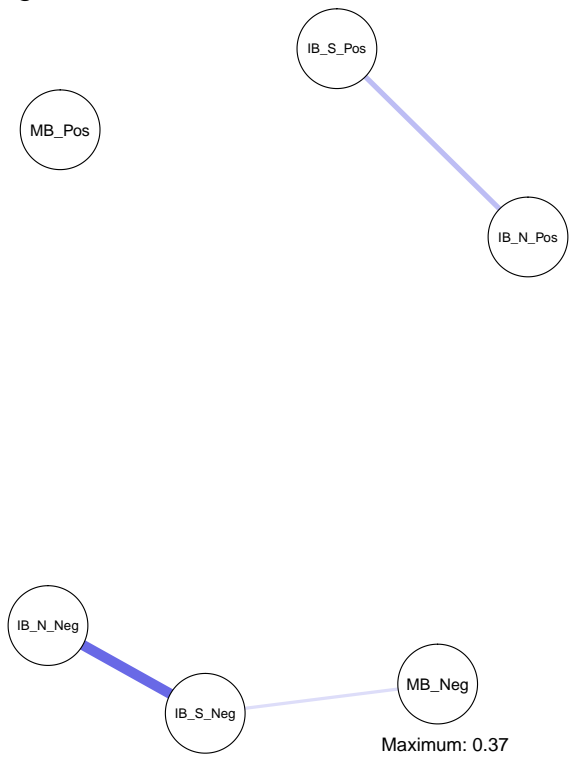 IB_S_Pos
MB_Pos
IB_N_Pos
IB_N_Neg
MB_Neg
IB_S_Neg
Maximum: 0.37